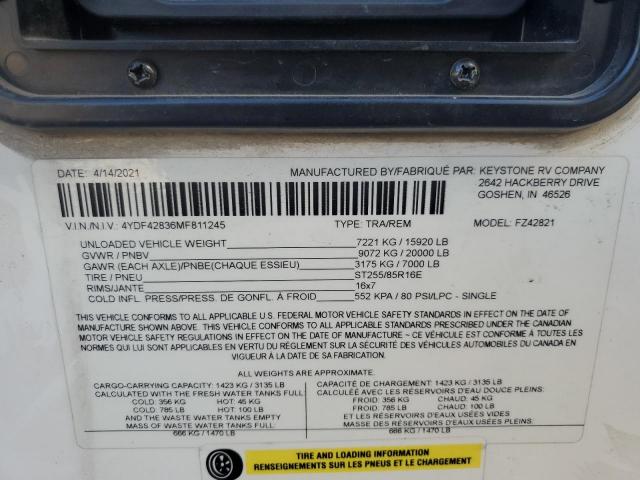 DATE: 4/14/2021
MANUFACTURED BY/FABRIQUÉ PAR: KEYSTONE RV COMPANY
2642 HACKBERRY DRIVE
GOSHEN, IN 46526
V.I.N./N.I.V.: 4YDF42836MF811245 TYPE: TRA/REM MODEL: FZ42821
UNLOADED VEHICLE WEIGHT: 7221 KG / 15920 LB
GVWR / PNBV 9072 KG / 20000 LB
GAWR (EACH AXLE)/PNBE(CHAQUE ESSIEU) 3175 KG / 7000 LB
TIRE / PNEU ST255/85R16E
RIMS/JANTE 16x7
COLD INFL. PRESS./PRESS. DE GONFL. À FROID: 552 KPA / 80 PSI/LPC - SINGLE
THIS VEHICLE CONFORMS TO ALL APPLICABLE U.S. FEDERAL MOTOR VEHICLE SAFETY STANDARDS IN EFFECT ON THE DATE OF
MANUFACTURE SHOWN ABOVE. THIS VEHICLE CONFORMS TO ALL APPLICABLE STANDARDS PRESCRIBED UNDER THE CANADIAN
MOTOR VEHICLE SAFETY REGULATIONS IN EFFECT ON THE DATE OF MANUFACTURE ~ CE VÉHICULE EST CONFORME À TOUTES LES
NORMES QUI LUI SONT APPLICABLES EN VERTU DU RÉGLEMENT SUR LA SÉCURITÉ DES VÉHICULES AUTOMOBILES DU CANADA EN
VIGUEUR À LA DATE DE SA FABRICATION.
ALL WEIGHTS ARE APPROXIMATE.
CARGO-CARRYING CAPACITY: 1423 KG / 3135 LB
CALCULATED WITH THE FRESH WATER TANKS FULL:
COLD: 356 KG HOT: 45 KG
COLD: 785 LB HOT: 100 LB
AND THE WASTE WATER TANKS EMPTY
MASS OF WASTE WATER TANKS FULL:
666 KG / 1470 LB
CAPACITÉ DE CHARGEMENT: 1423 KG / 3135 LB
CALCULÉE AVEC LES RÉSERVOIRS D'EAU DOUCE PLEINS:
FROID: 356 KG CHAUD: 45 KG
FROID: 785 LB CHAUD: 100 LB
ET LES RÉSERVOIRS D'EAUX USÉES VIDES
MASSE DES RÉSERVOIRS D'EAUX USÉES PLEINS:
666 KG / 1470 LB
TIRE AND LOADING INFORMATION
RENSEIGNEMENTS SUR LES PNEUS ET LE CHARGEMENT